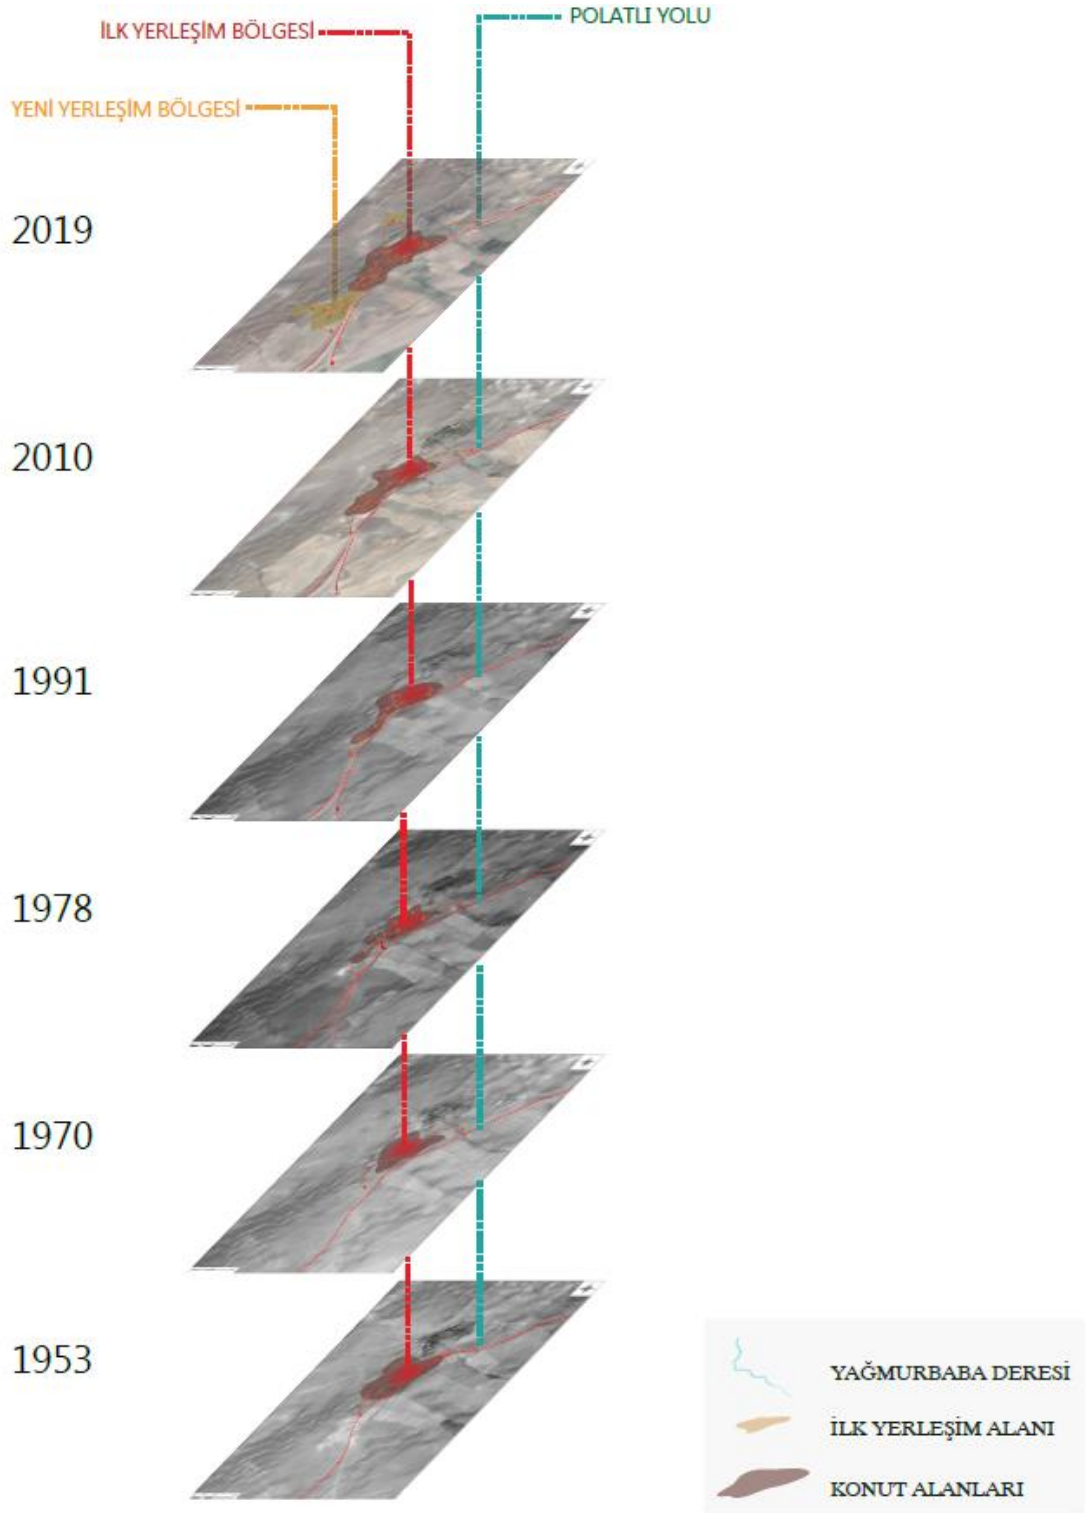 POLATLI YOLU
İLK YERLEŞİM BÖLGESİ
YENİ YERLEŞİM BÖLGESİ
2019
2010
1991
1978
1970
1953
YAĞMURBABA DERESİ
İLK YERLEŞİM ALANI
KONUT ALANLARI